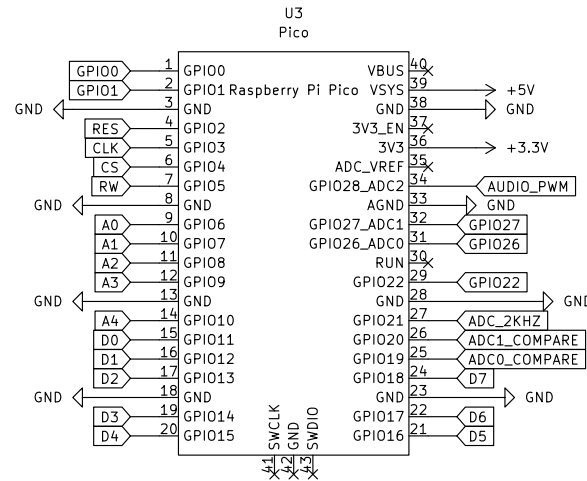 U3
Pico
GPIO0 1 GPIO0 VBUS 40
GPIO1 2 GPIO1 Raspberry Pi Pico VSYS 39 +5V
GND 3 GND GND 38 GND
RES 4 GPIO2 3V3_EN 37
CLK 5 GPIO3 3V3 36 +3.3V
CS 6 GPIO4 ADC_VREF 35
RW 7 GPIO5 GPIO28_ADC2 34 AUDIO_PWM
GND 8 GND AGND 33 GND
A0 9 GPIO6 GPIO27_ADC1 32 GPIO27
A1 10 GPIO7 GPIO26_ADC0 31 GPIO26
A2 11 GPIO8 RUN 30
A3 12 GPIO9 GPIO22 29 GPIO22
GND 13 GND GND 28 GND
A4 14 GPIO10 GPIO21 27 ADC_2KHZ
D0 15 GPIO11 GPIO20 26 ADC1_COMPARE
D1 16 GPIO12 GPIO19 25 ADC0_COMPARE
D2 17 GPIO13 GPIO18 24 D7
GND 18 GND GND 23 GND
D3 19 GPIO14 GPIO17 22 D6
D4 20 GPIO15 GPIO16 21 D5
SWCLK GND SWDIO
41 42 43